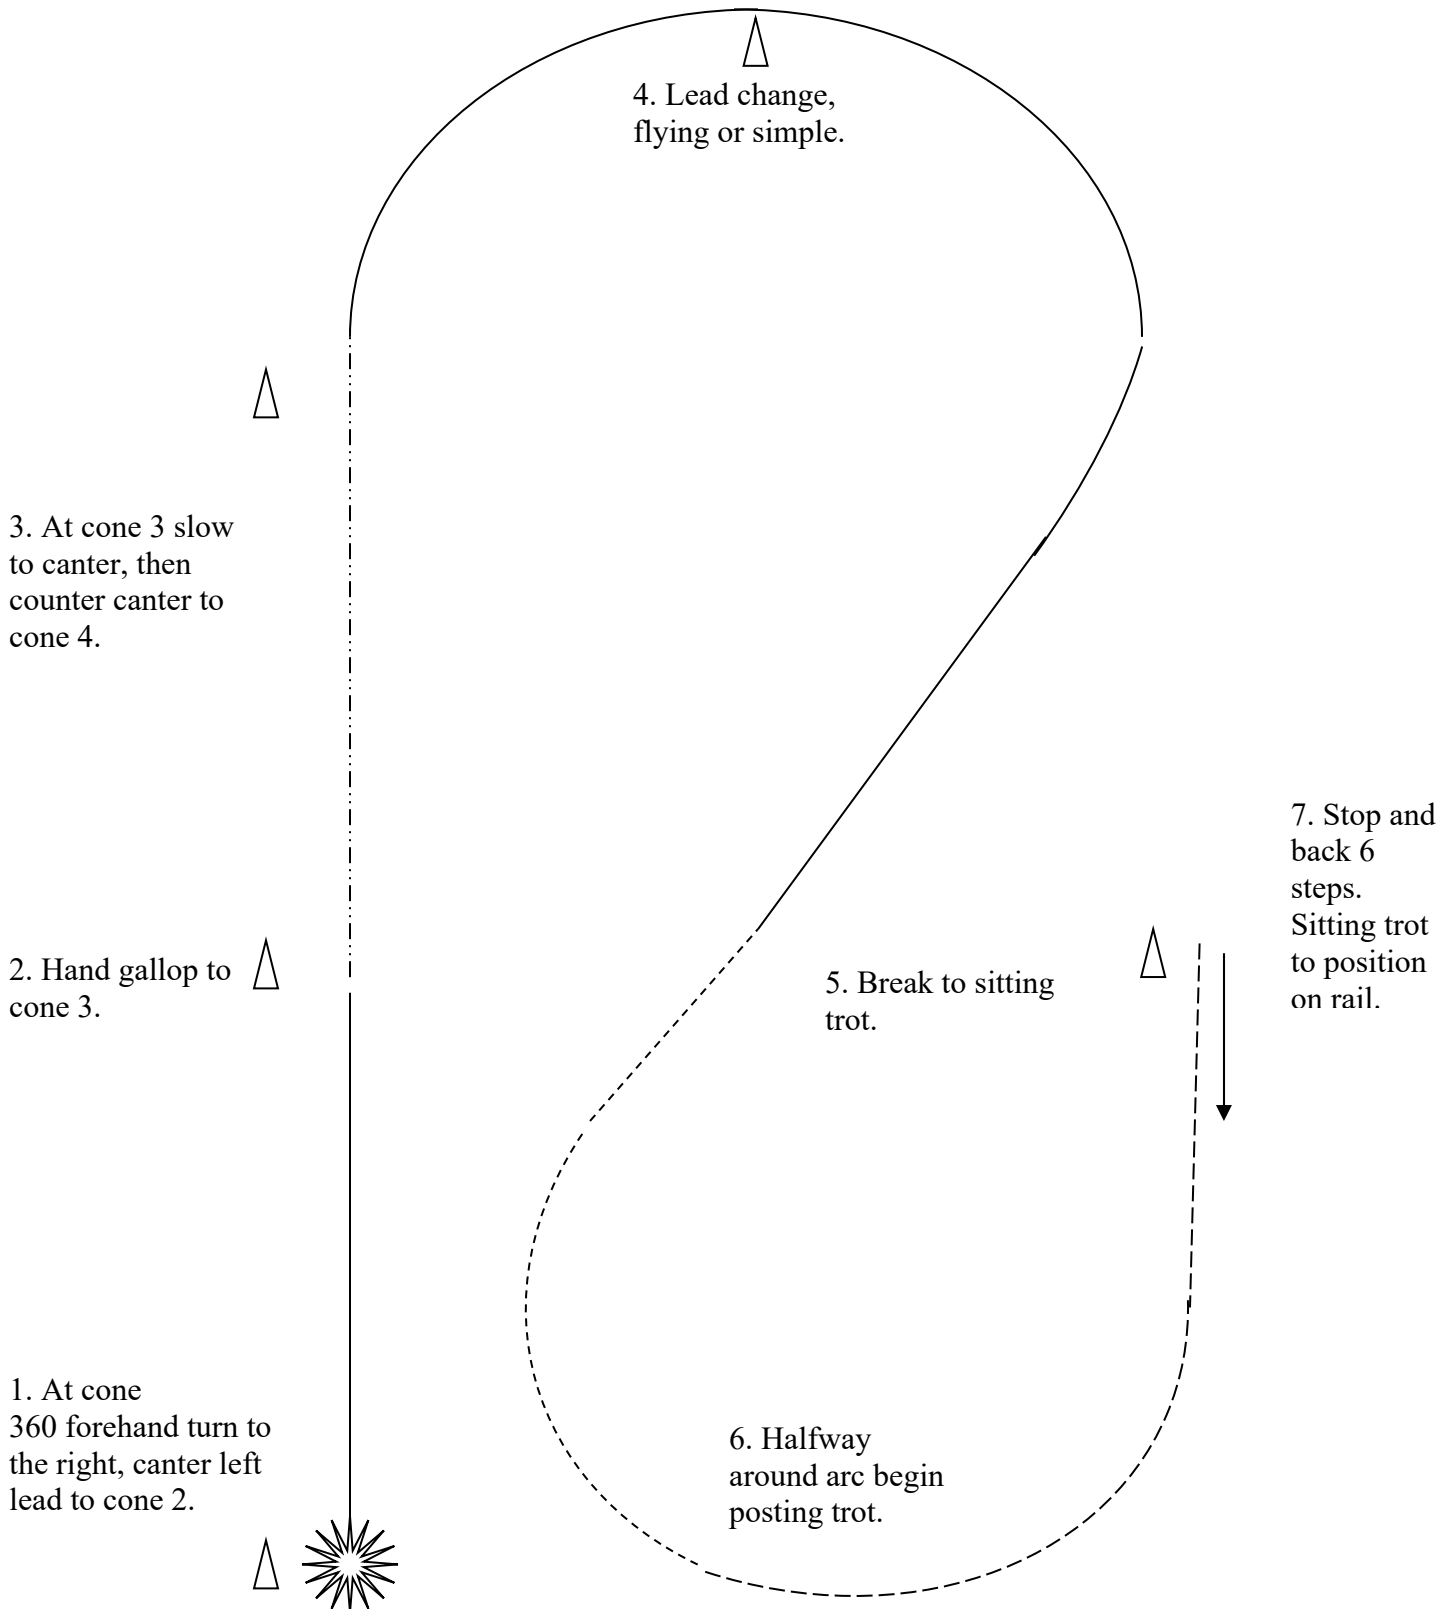 4. Lead change,
flying or simple.
3. At cone 3 slow
to canter, then
counter canter to
cone 4.
7. Stop and
back 6
steps.
Sitting trot
to position
on rail.
2. Hand gallop to
cone 3.
5. Break to sitting
trot.
1. At cone
360 forehand turn to
the right, canter left
lead to cone 2.
6. Halfway
around arc begin
posting trot.